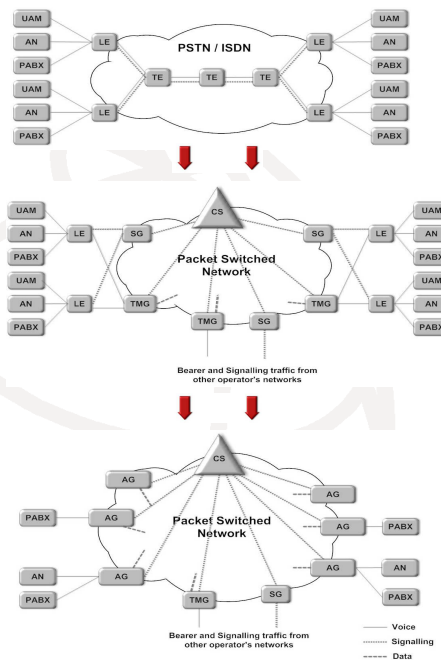 UAM
PSTN / ISDN
UAM
AN
LE
LE
AN
PABX
TE
TE
TE
PABX
UAM
UAM
AN
LE
LE
AN
PABX
PABX
CS
UAM
UAM
AN
LE
SG
SG
LE
AN
PABX
Packet Switched
Network
PABX
UAM
UAM
AN
LE
TMG
TMG
LE
AN
PABX
TMG
SG
PABX
Bearer and Signalling traffic from
other operator's networks
CS
AG
AG
PABX
AG
Packet Switched
Network
AG
PABX
AN
AG
AG
AN
PABX
TMG
SG
PABX
Bearer and Signalling traffic from
other operator's networks
Voice
Signalling
Data